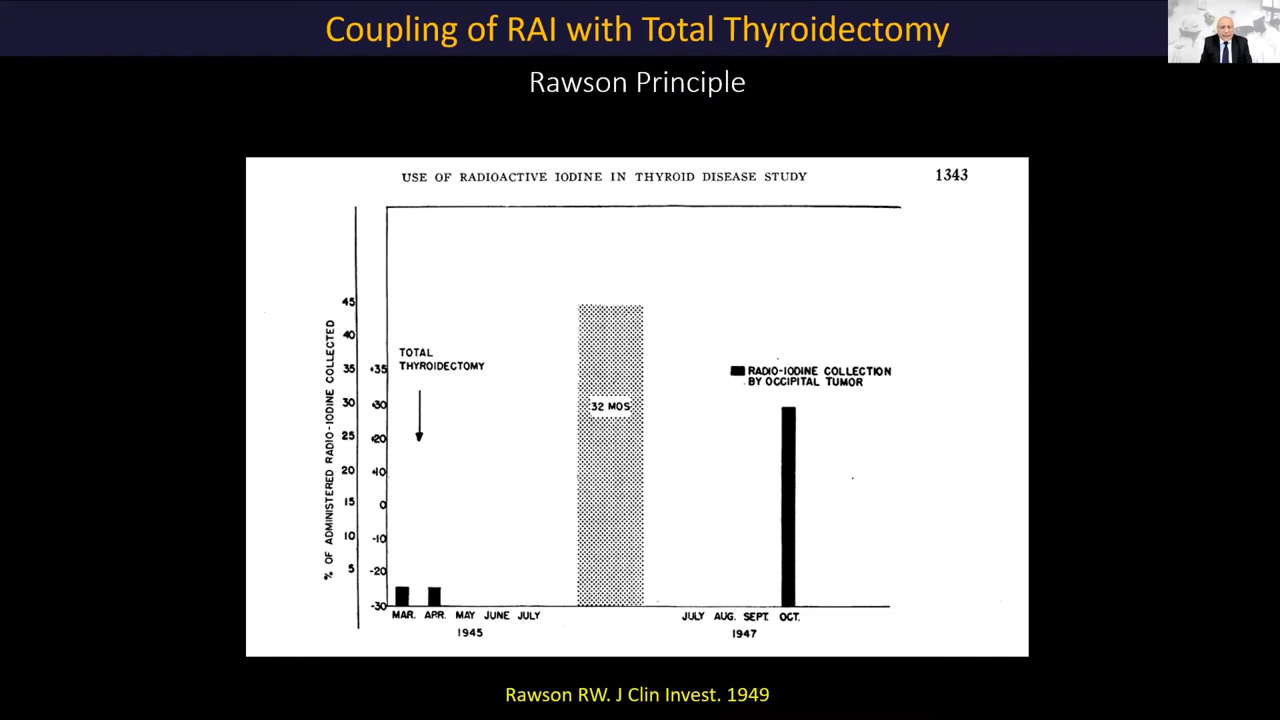 Coupling of RAI with Total Thyroidectomy
Rawson Principle
USE OF RADIOACTIVE IODINE IN THYROID DISEASE STUDY 1343
% OF ADMINISTERED RADIO-IODINE COLLECTED
45
40
35
30
25
20
15
10
5
+35
+30
+20
+10
0
-10
-20
-30
TOTAL
THYROIDECTOMY
32 MOS
RADIO-IODINE COLLECTION
BY OCCIPITAL TUMOR
MAR. APR. MAY JUNE JULY
1945
JULY AUG. SEPT. OCT.
1947
Rawson RW. J Clin Invest. 1949